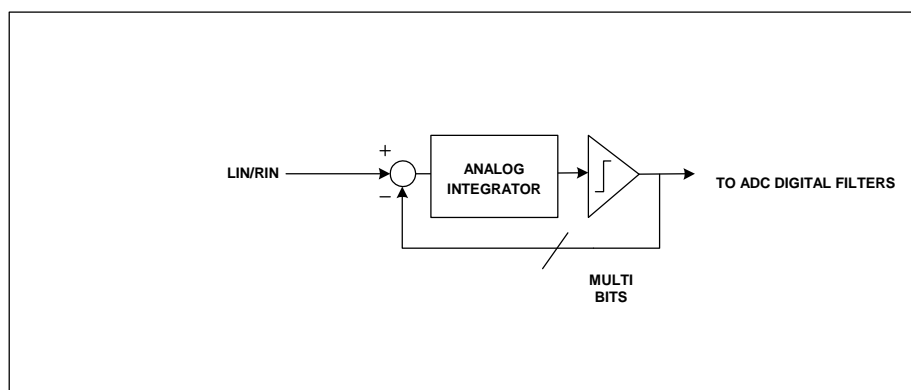 +
ANALOG
INTEGRATOR
LIN/RIN
TO ADC DIGITAL FILTERS
−
MULTI
BITS